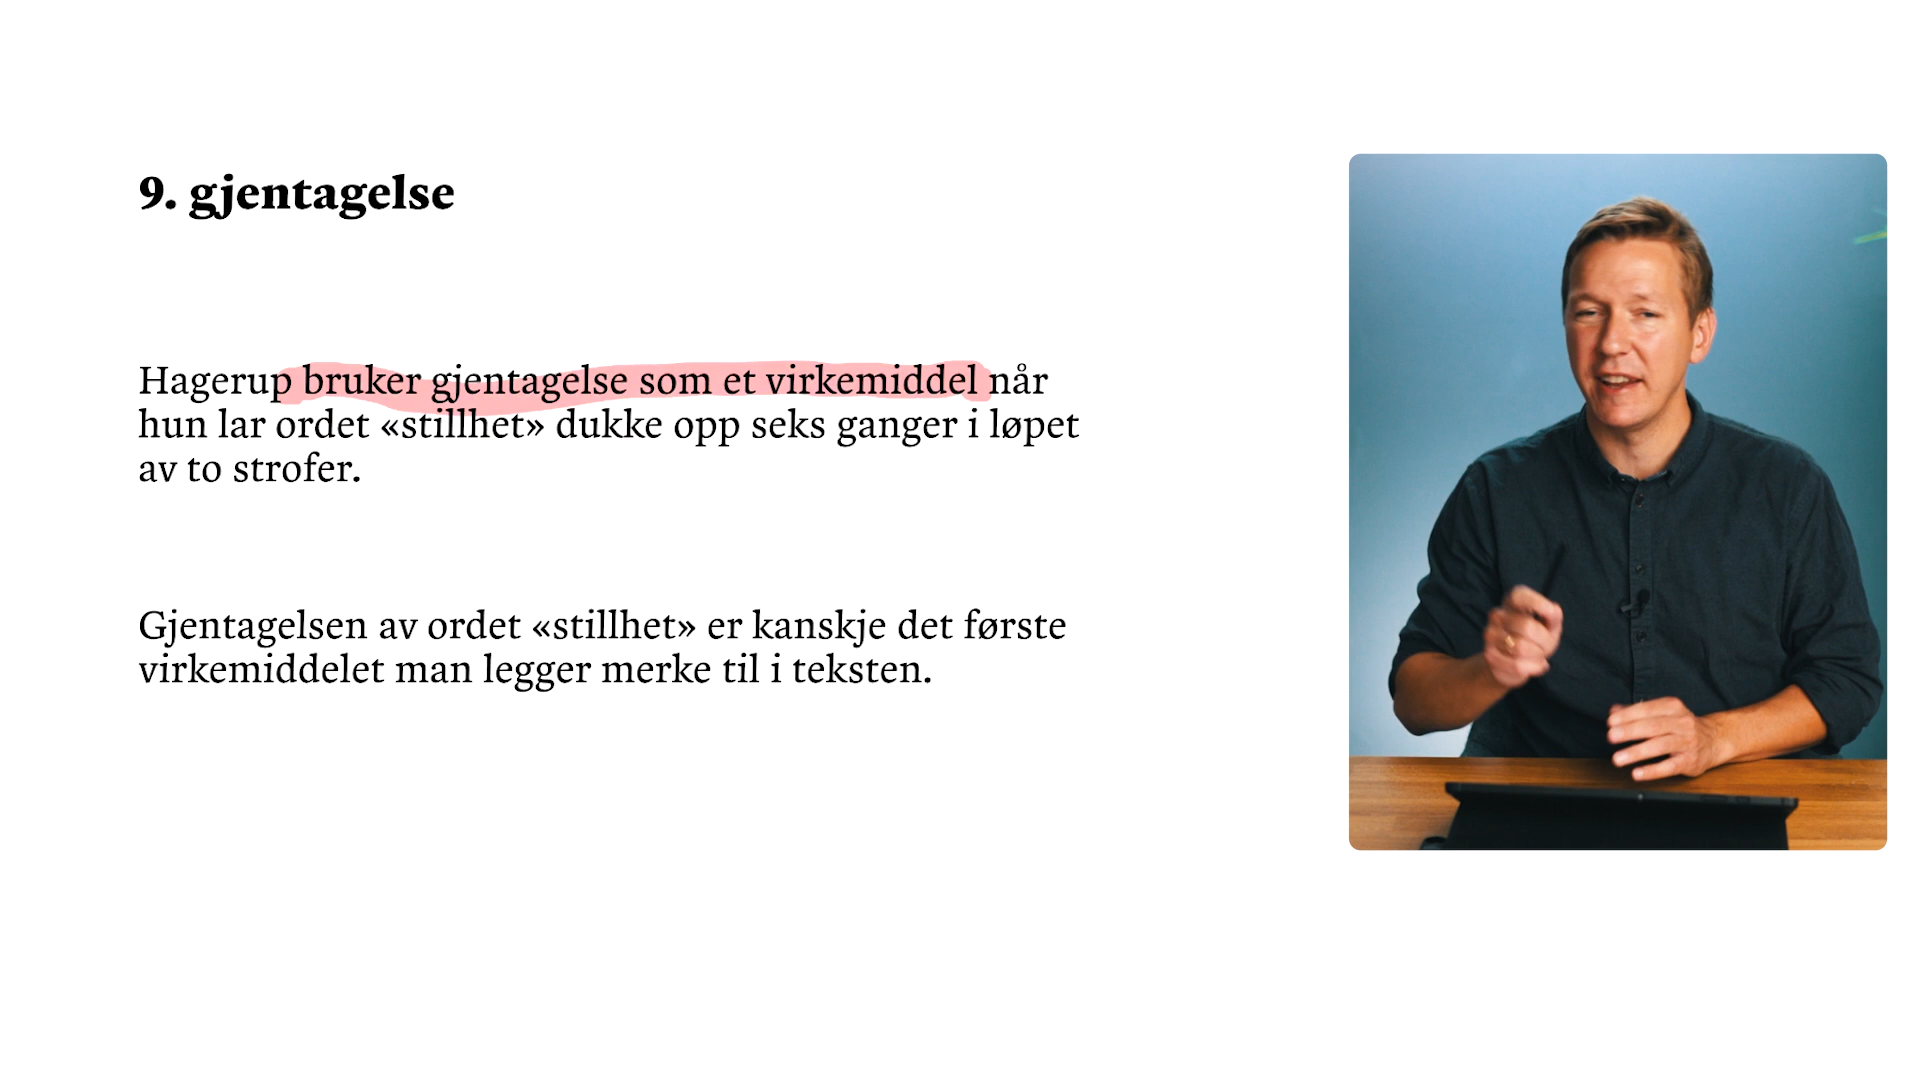 9. gjentagelse
Hagerup bruker gjentagelse som et virkemiddel når
hun lar ordet «stillhet» dukke opp seks ganger i løpet
av to strofer.
Gjentagelsen av ordet «stillhet» er kanskje det første
virkemiddelet man legger merke til i teksten.